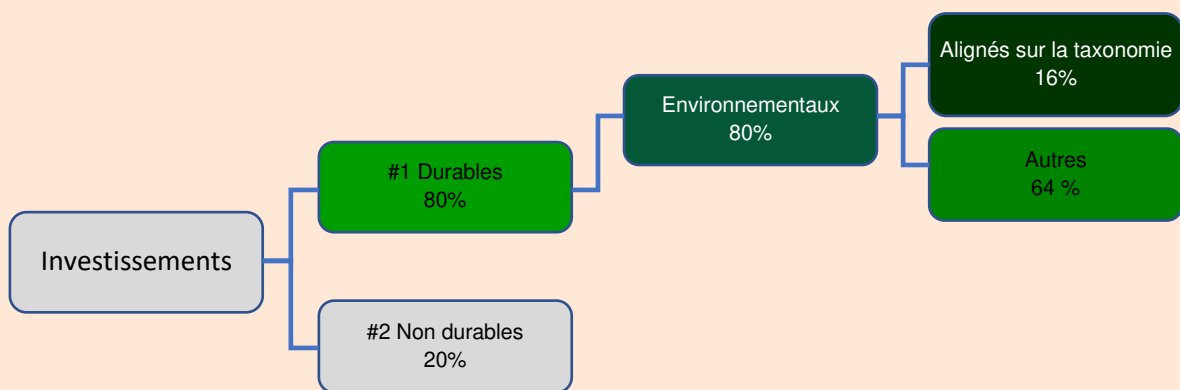 Investissements
#1 Durables
80%
#2 Non durables
20%
Environnementaux
80%
Alignés sur la taxonomie
16%
Autres
64 %